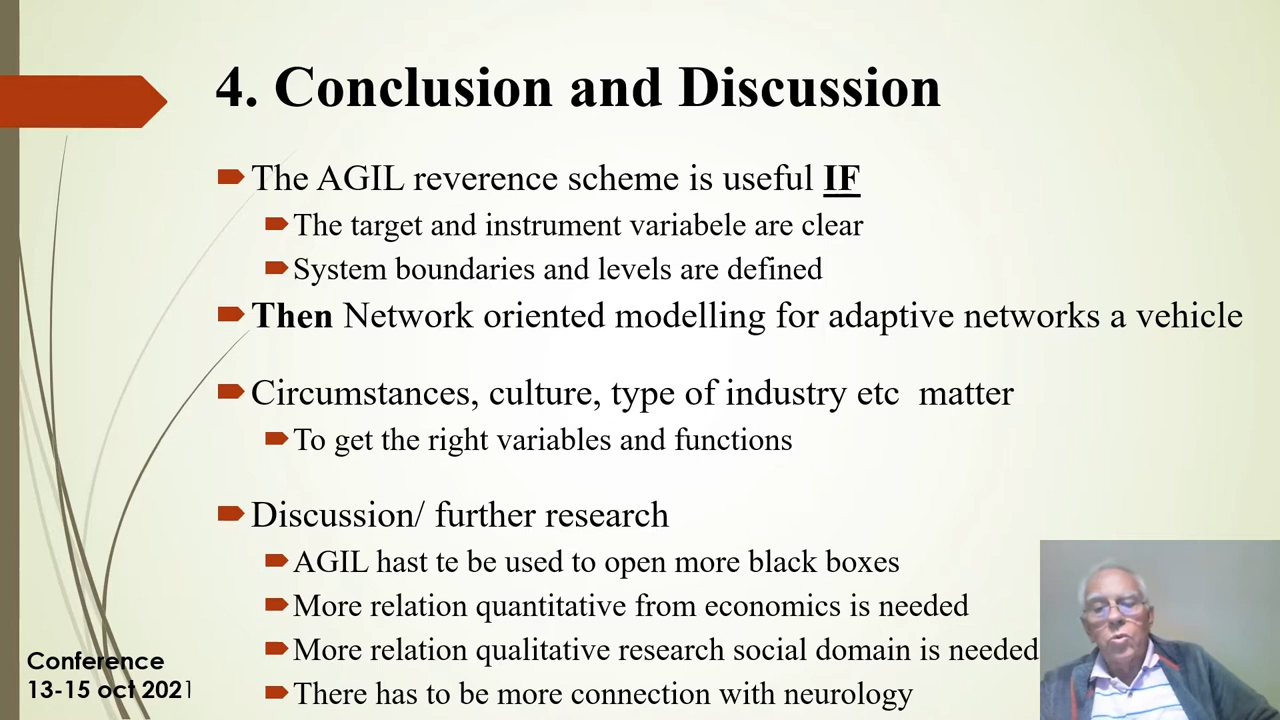 4. Conclusion and Discussion
The AGIL reverence scheme is useful IF
The target and instrument variabele are clear
System boundaries and levels are defined
Then Network oriented modelling for adaptive networks a vehicle
Circumstances, culture, type of industry etc matter
To get the right variables and functions
Discussion/ further research
AGIL hast te be used to open more black boxes
More relation quantitative from economics is needed
More relation qualitative research social domain is needed
There has to be more connection with neurology
Conference
13-15 oct 2021